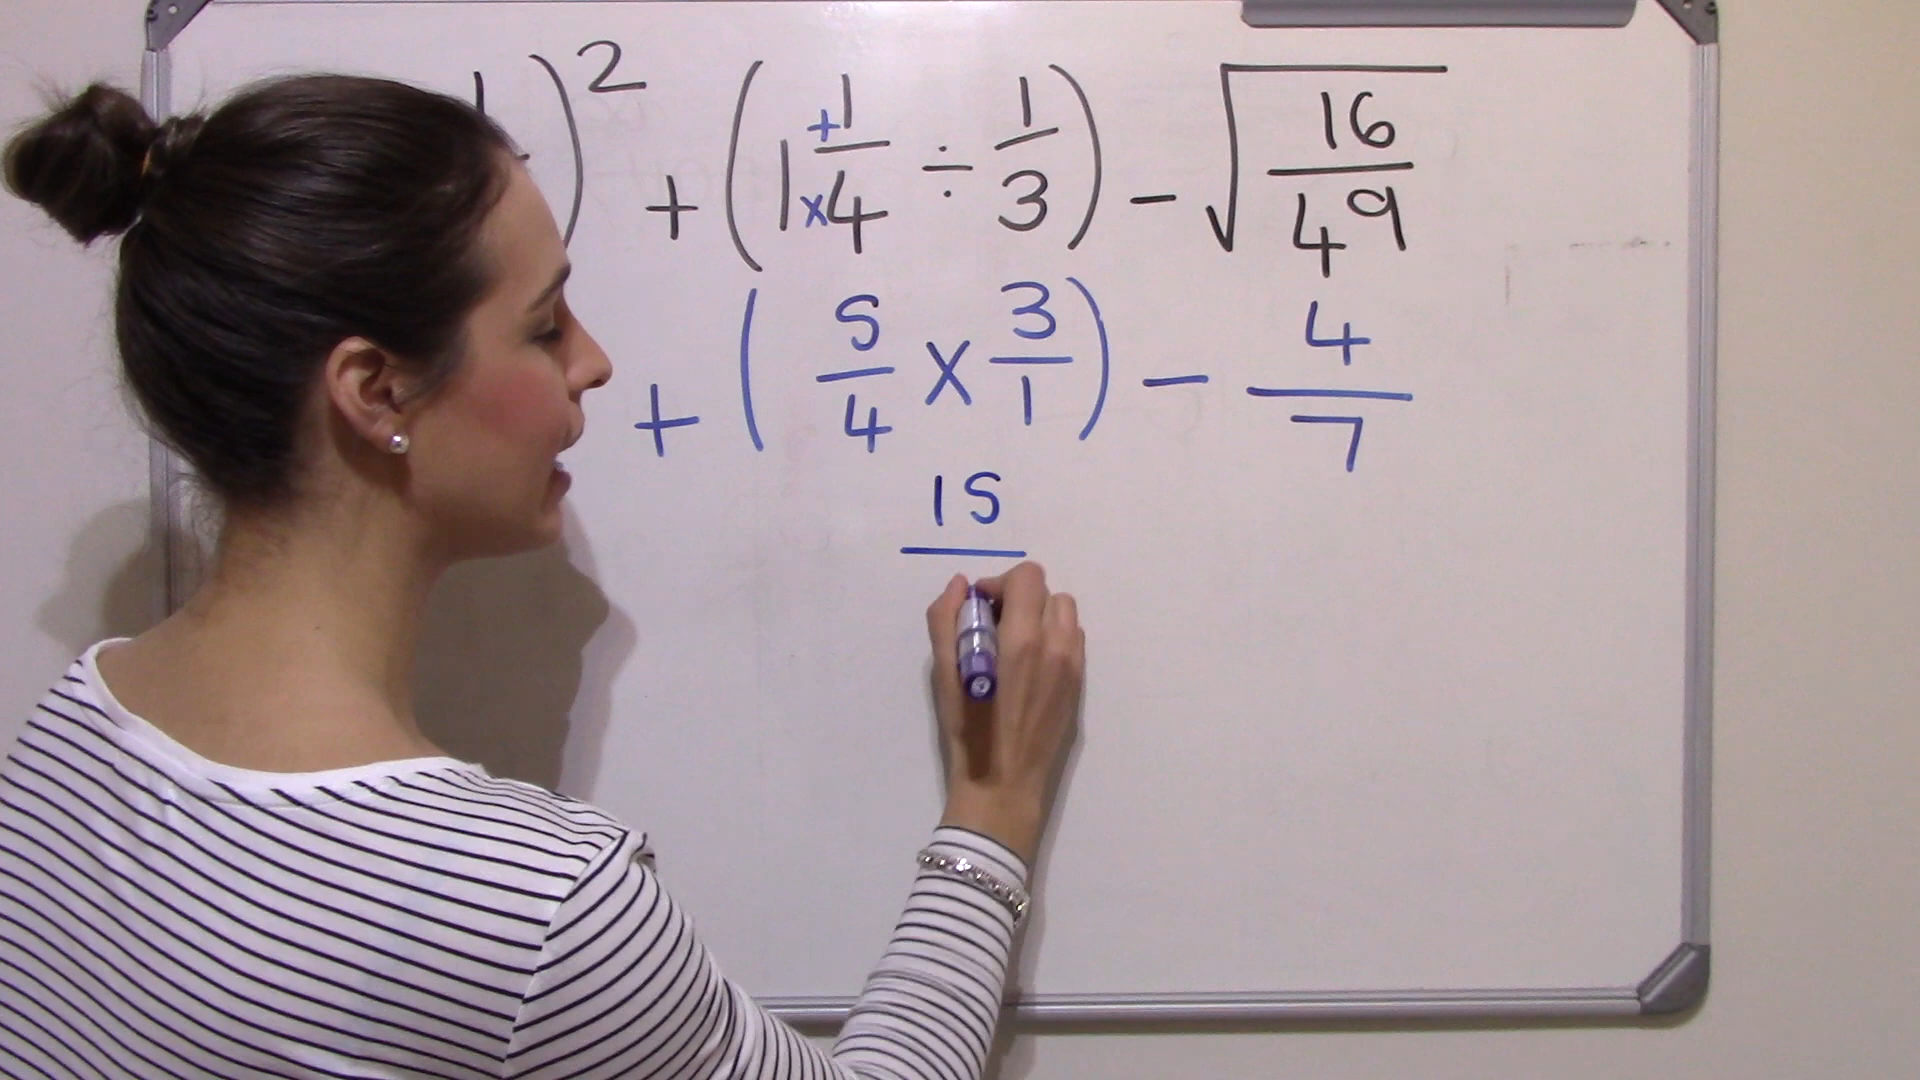 )² + (1 1/4 ÷ 1/3) - √16/49
+ ×
+ (5/4 × 3/1) - 4/7
15